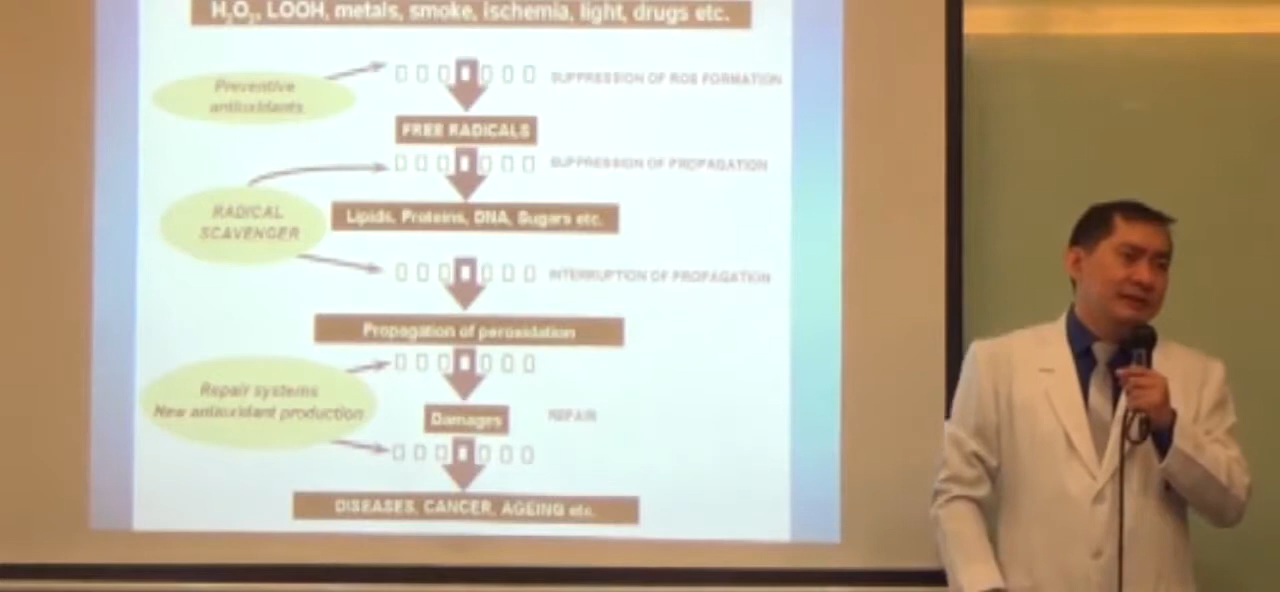 H₂O₂, LOOH, metals, smoke, ischemia, light, drugs etc.
Preventive
antioxidants
SUPPRESSION OF ROS FORMATION
FREE RADICALS
SUPPRESSION OF PROPAGATION
RADICAL
SCAVENGER
Lipids, Proteins, DNA, Sugars etc.
INTERRUPTION OF PROPAGATION
Propagation of peroxidation
Repair systems
New antioxidant production
Damages
REPAIR
DISEASES, CANCER, AGEING etc.